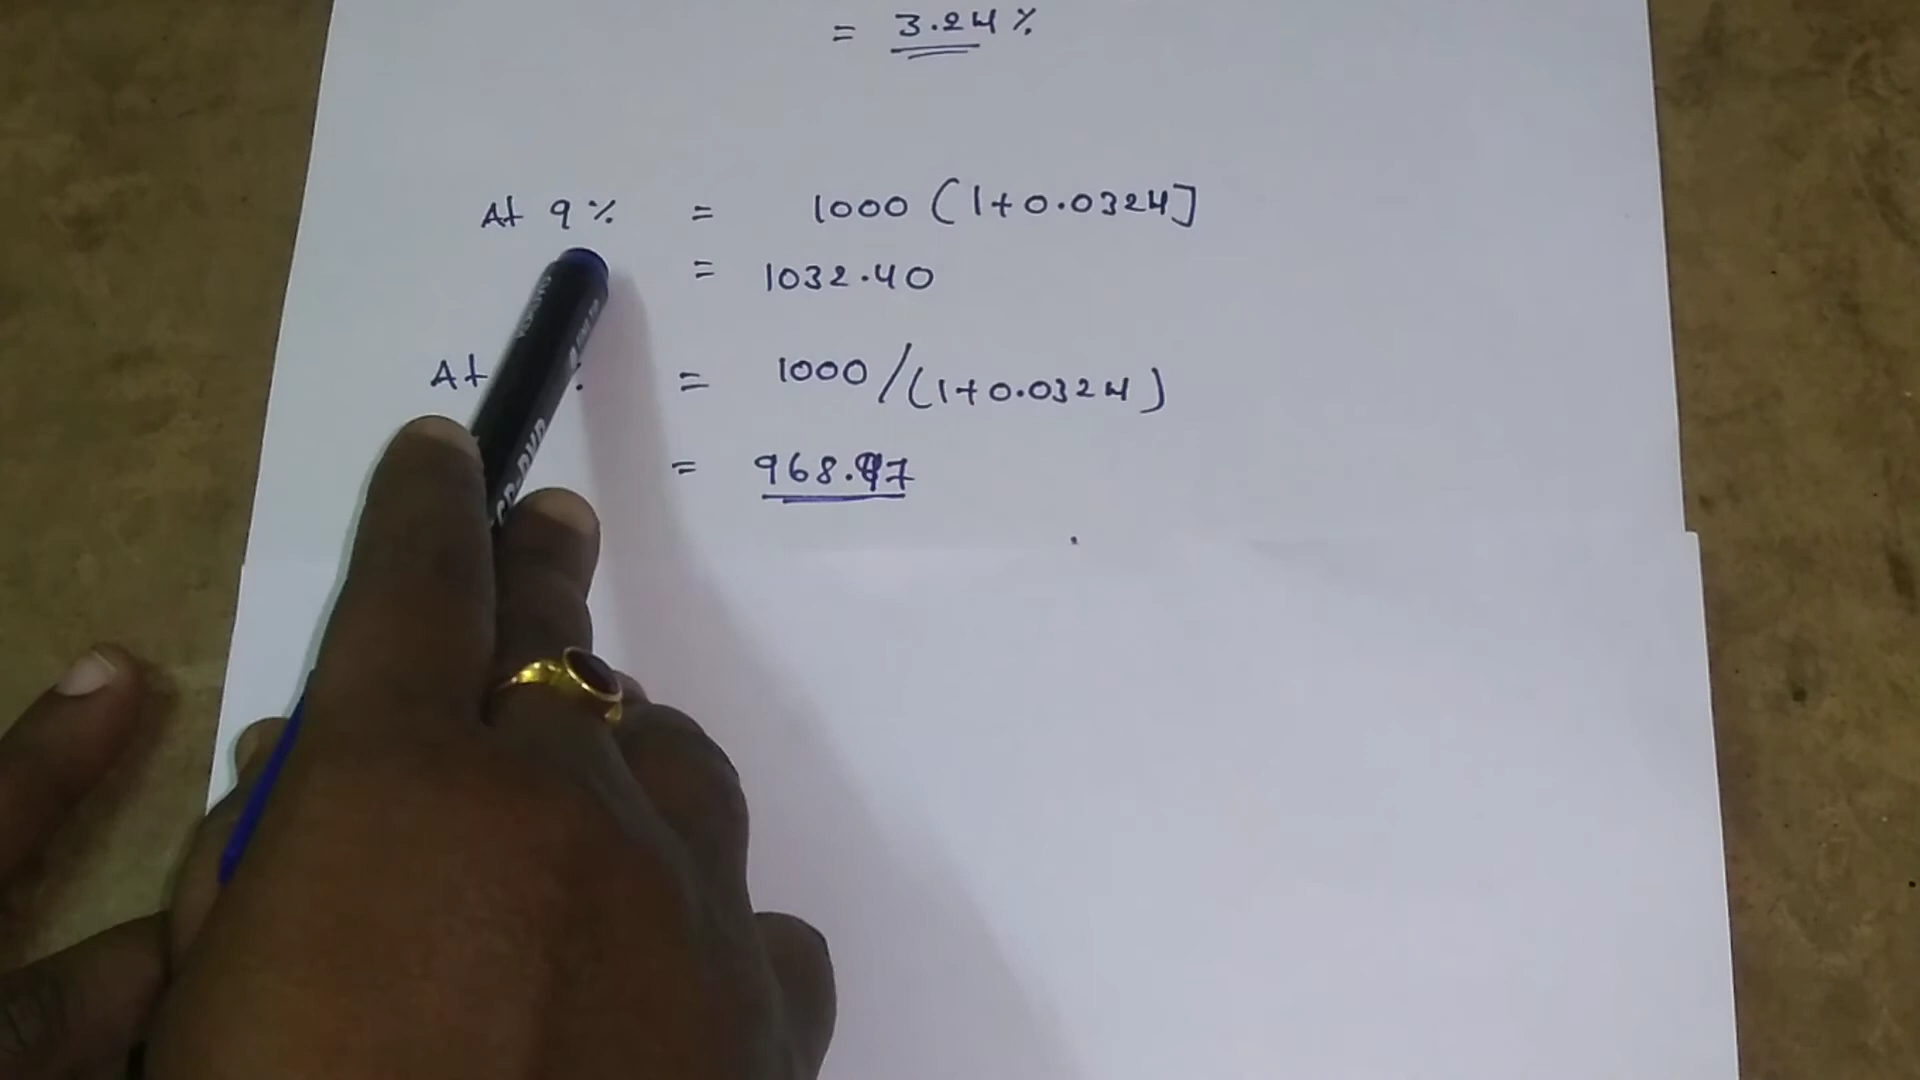 = 3.24%
At 9% = 1000 (1+0.0324]
= 1032.40
At = 1000/(1+0.0324)
= 968.97